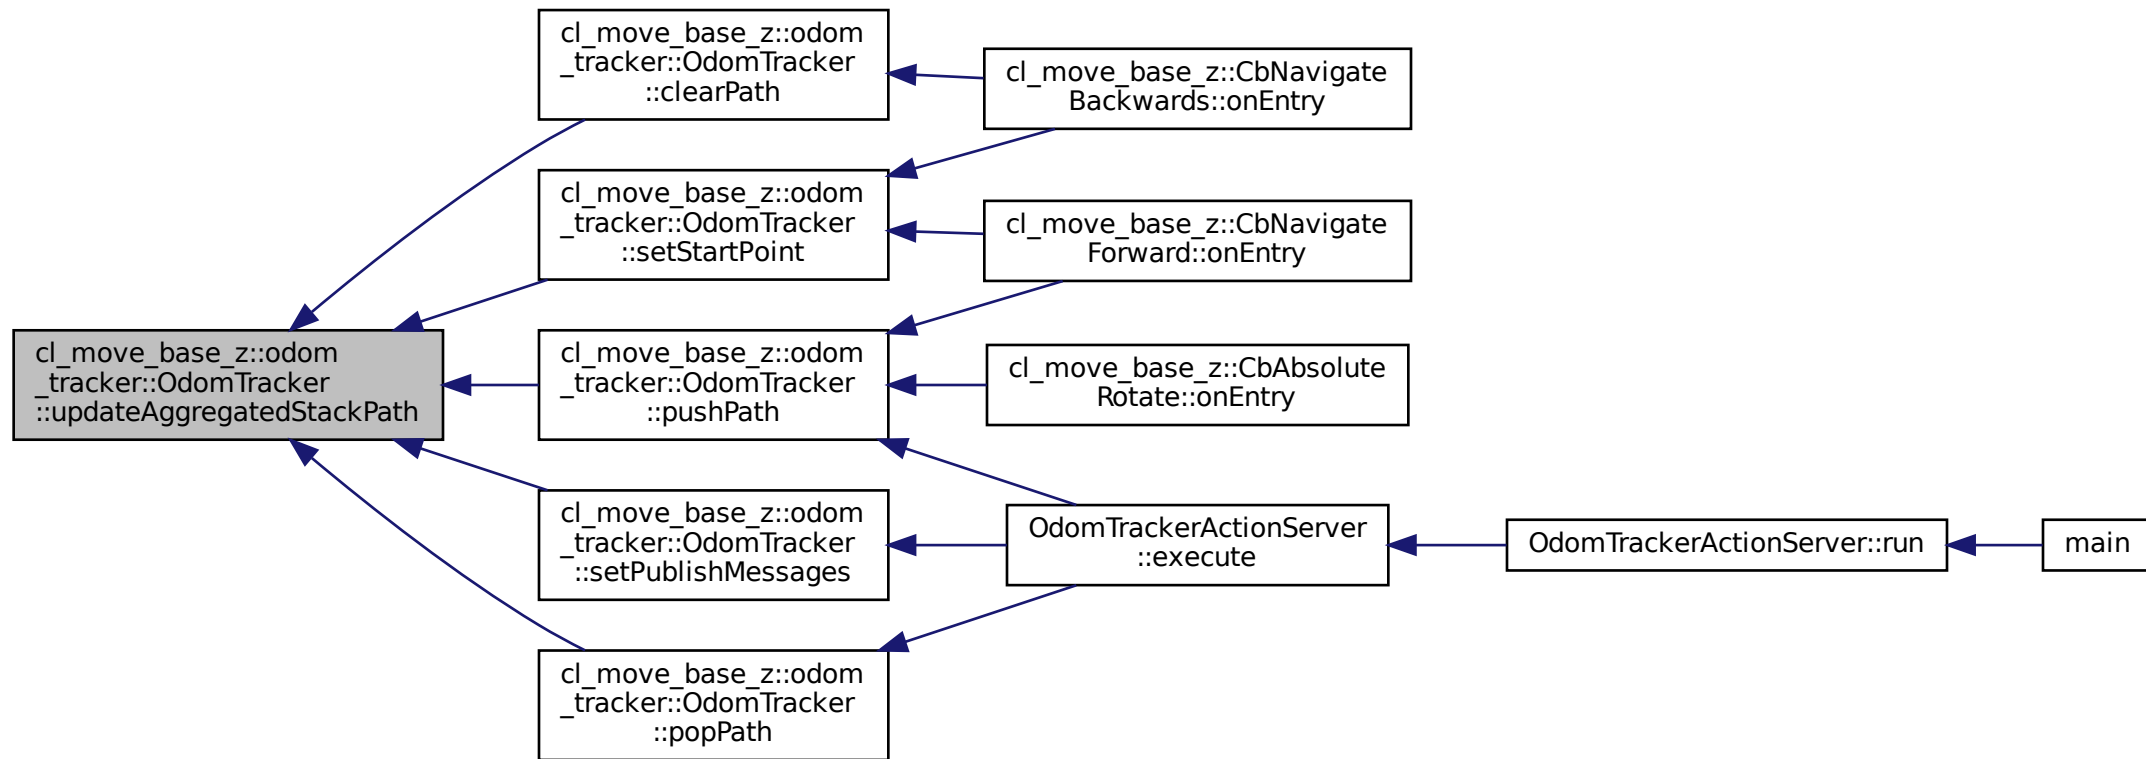 cl_move_base_z::odom
_tracker::OdomTracker
::updateAggregatedStackPath
cl_move_base_z::odom
_tracker::OdomTracker
::clearPath
cl_move_base_z::odom
_tracker::OdomTracker
::setStartPoint
cl_move_base_z::odom
_tracker::OdomTracker
::pushPath
cl_move_base_z::odom
_tracker::OdomTracker
::setPublishMessages
cl_move_base_z::odom
_tracker::OdomTracker
::popPath
cl_move_base_z::CbNavigate
Backwards::onEntry
cl_move_base_z::CbNavigate
Forward::onEntry
cl_move_base_z::CbAbsolute
Rotate::onEntry
OdomTrackerActionServer
::execute
OdomTrackerActionServer::run
main